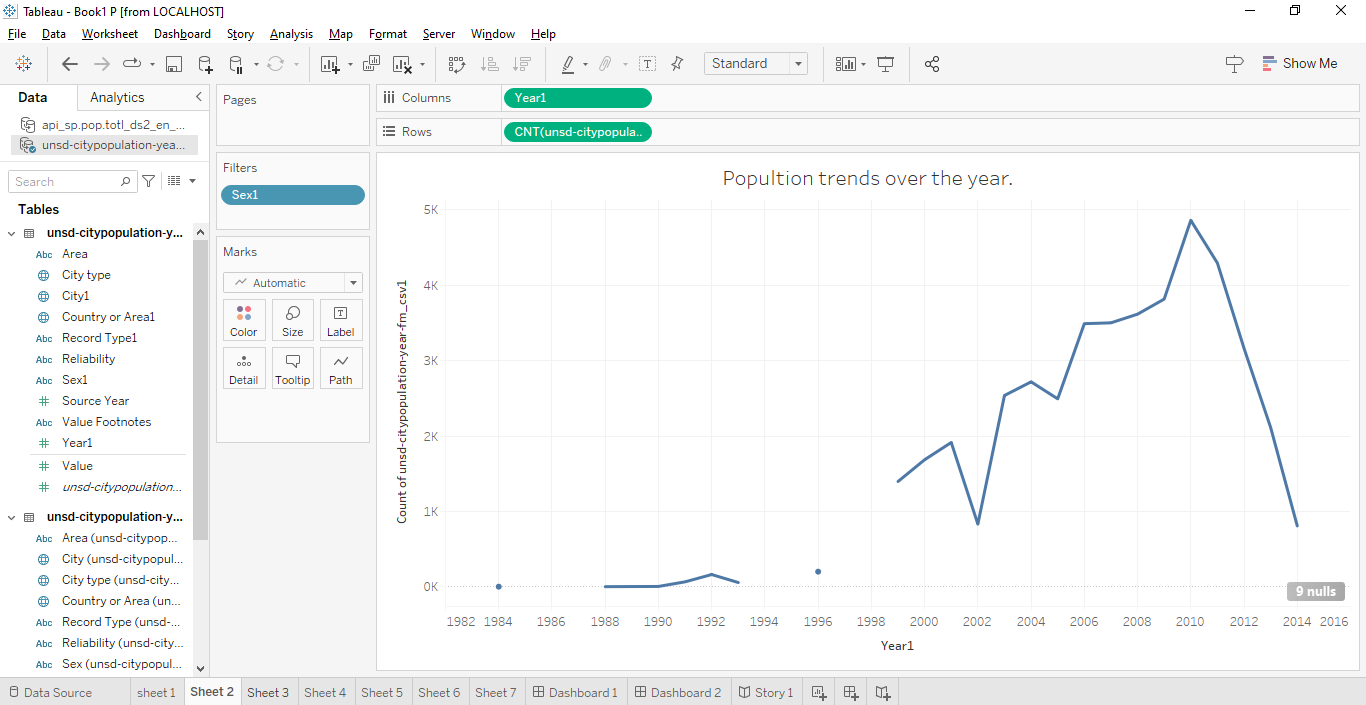 Tableau - Book1 P [from LOCALHOST]
File Data Worksheet Dashboard Story Analysis Map Format Server Window Help
Standard
Show Me
Data Analytics
api_sp.pop.totl_ds2_en_...
unsd-citypopulation-yea...
Search
Tables
unsd-citypopulation-y...
Abc Area
City type
City1
Country or Area1
Abc Record Type1
Abc Reliability
Abc Sex1
Source Year
Abc Value Footnotes
Year1
Value
unsd-citypopulation...
unsd-citypopulation-y...
Abc Area (unsd-citypop...
City (unsd-citypopul...
City type (unsd-city...
Country or Area (un...
Abc Record Type (unsd-...
Abc Reliability (unsd-city...
Abc Sex (unsd-citypopul...
Pages
Filters
Sex1
Marks
Automatic
Color Size Label
Detail Tooltip Path
Columns Year1
Rows CNT(unsd-citypopula..
Popultion trends over the year.
5K
4K
3K
2K
1K
0K
Count of unsd-citypopulation-year-fm_csv1
9 nulls
1982 1984 1986 1988 1990 1992 1994 1996 1998 2000 2002 2004 2006 2008 2010 2012 2014 2016
Year1
Data Source sheet 1 Sheet 2 Sheet 3 Sheet 4 Sheet 5 Sheet 6 Sheet 7 Dashboard 1 Dashboard 2 Story 1